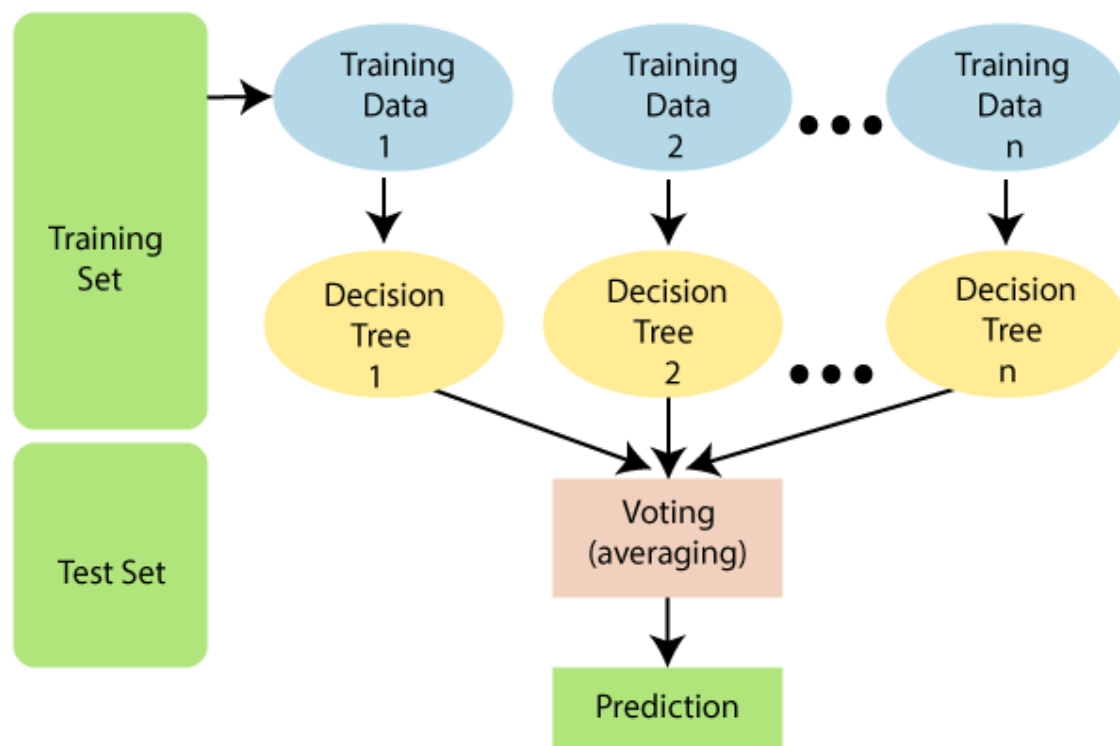 Training
Set
Test Set
Training
Data
1
Training
Data
2
Training
Data
n
Decision
Tree
1
Decision
Tree
2
Decision
Tree
n
Voting
(averaging)
Prediction